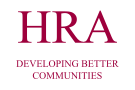 HRA
DEVELOPING BETTER
COMMUNITIES